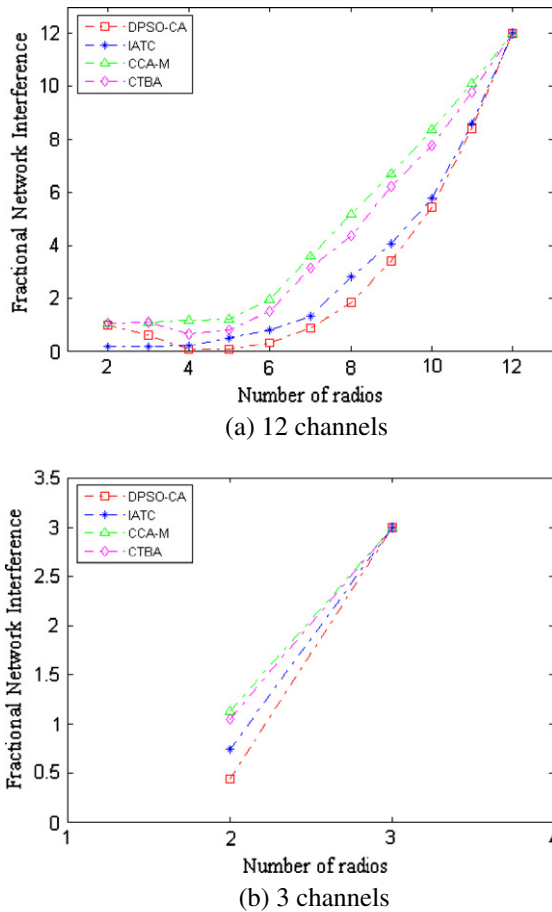 12
10
8
6
4
2
0
Fractional Network Interference
DPSO-CA
IATC
CCA-M
CTBA
2 4 6 8 10 12
Number of radios
(a) 12 channels
3.5
3
2.5
2
1.5
1
0.5
0
Fractional Network Interference
DPSO-CA
IATC
CCA-M
CTBA
1 2 3 4
Number of radios
(b) 3 channels